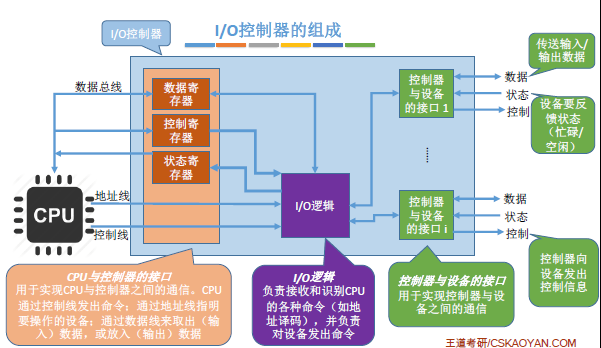 I/O控制器的组成
I/O控制器
数据总线
数据寄
存器
控制寄
存器
状态寄
存器
CPU
地址线
控制线
I/O逻辑
控制器
与设备
的接口 1
......
控制器
与设备
的接口 i
数据
状态
控制
数据
状态
控制
传送输入/
输出数据
设备要反
馈状态
（忙碌/
空闲）
控制器向
设备发出
控制信息
CPU与控制器的接口
用于实现CPU与控制器之间的通信。CPU
通过控制线发出命令；通过地址线指明
要操作的设备；通过数据线来取出（输
入）数据，或放入（输出）数据
I/O逻辑
负责接收和识别CPU
的各种命令（如地
址译码），并负责
对设备发出命令
控制器与设备的接口
用于实现控制器与设
备之间的通信
王道考研/CSKAOYAN.COM